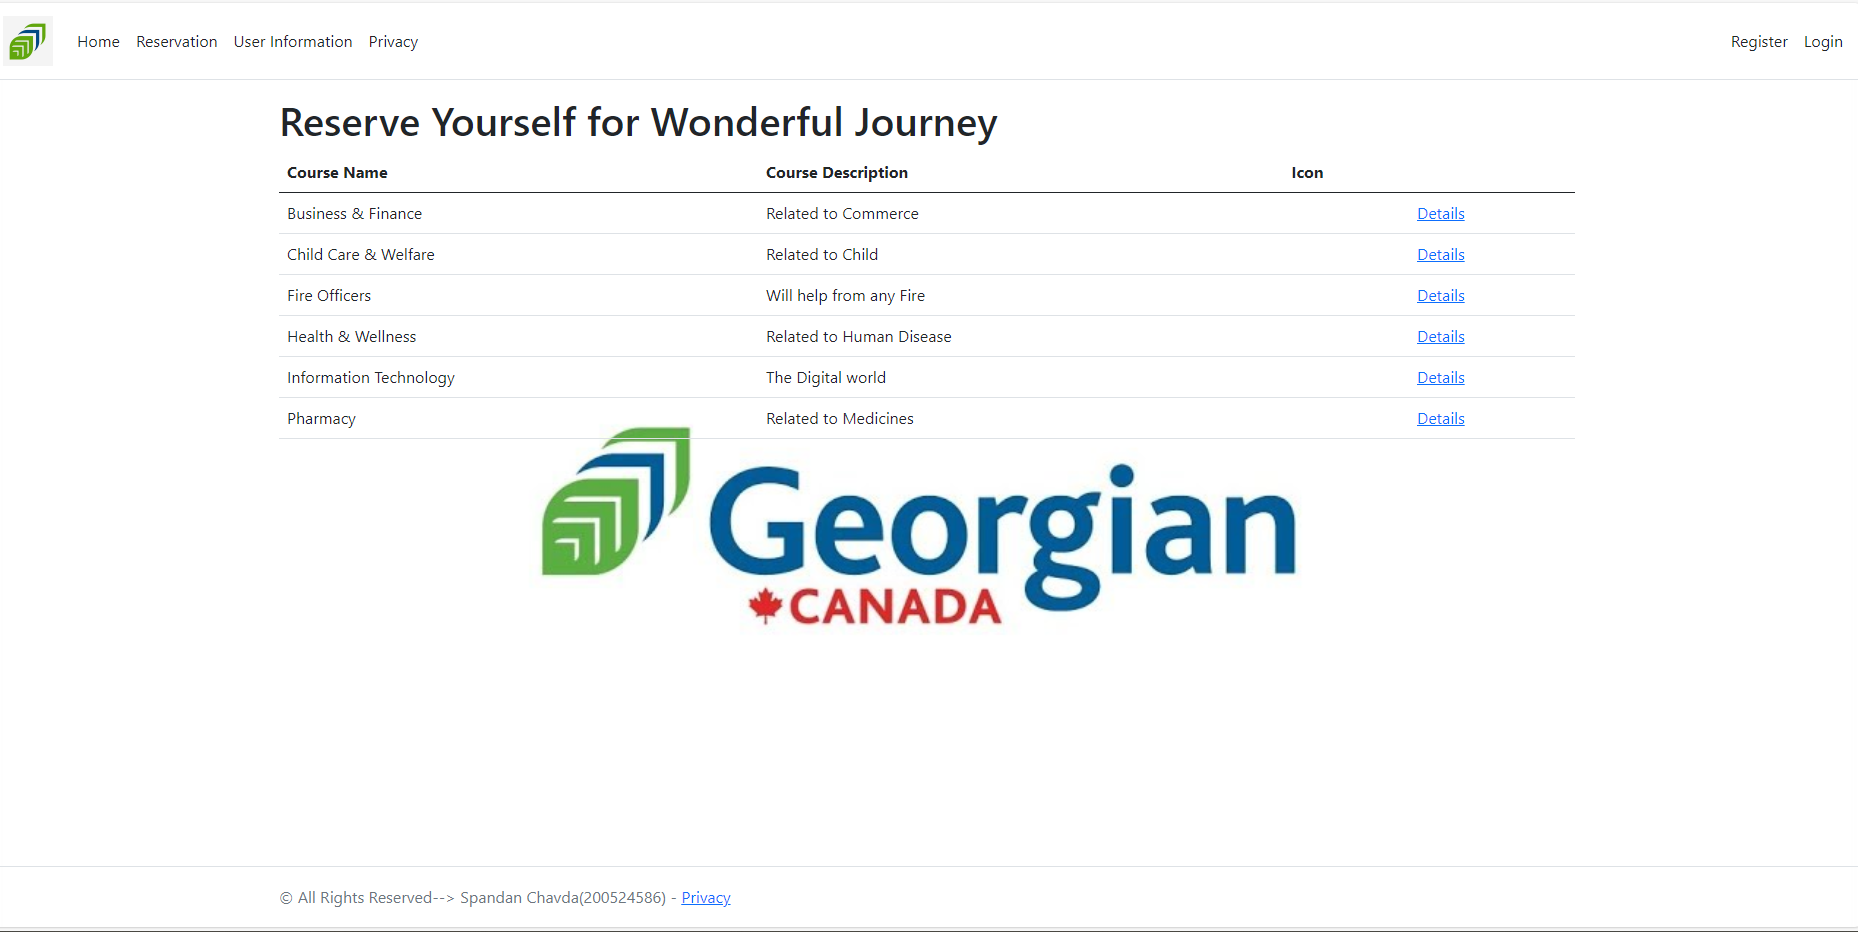 Home Reservation User Information Privacy Register Login
Reserve Yourself for Wonderful Journey
Course Name Course Description Icon
Business & Finance Related to Commerce Details
Child Care & Welfare Related to Child Details
Fire Officers Will help from any Fire Details
Health & Wellness Related to Human Disease Details
Information Technology The Digital world Details
Pharmacy Related to Medicines Details
Georgian
CANADA
© All Rights Reserved--> Spandan Chavda(200524586) - Privacy